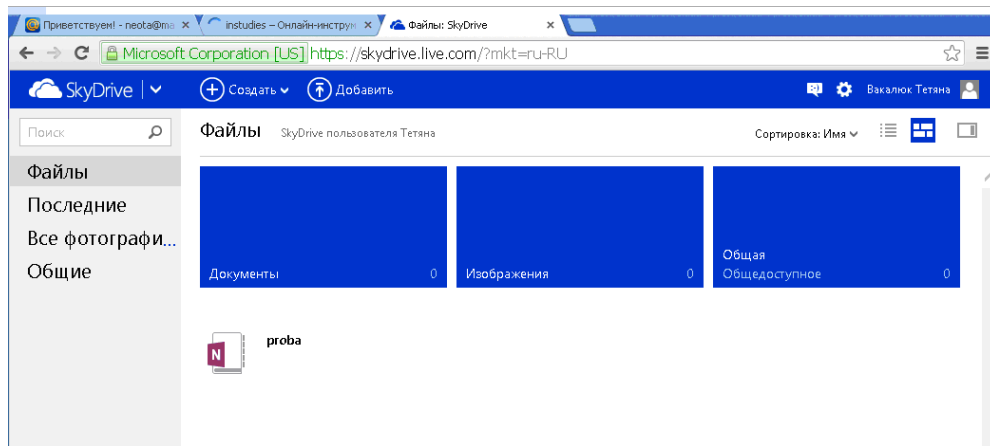 Приветствуем! - neota@ma
instudies – Онлайн-инструм
Файлы: SkyDrive
Microsoft Corporation [US] https://skydrive.live.com/?mkt=ru-RU
SkyDrive Создать Добавить Вакалюк Тетяна
Поиск Файлы SkyDrive пользователя Тетяна Сортировка: Имя
Файлы
Последние
Все фотографи...
Общие
Документы 0
Изображения 0
Общая
Общедоступное 0
N proba